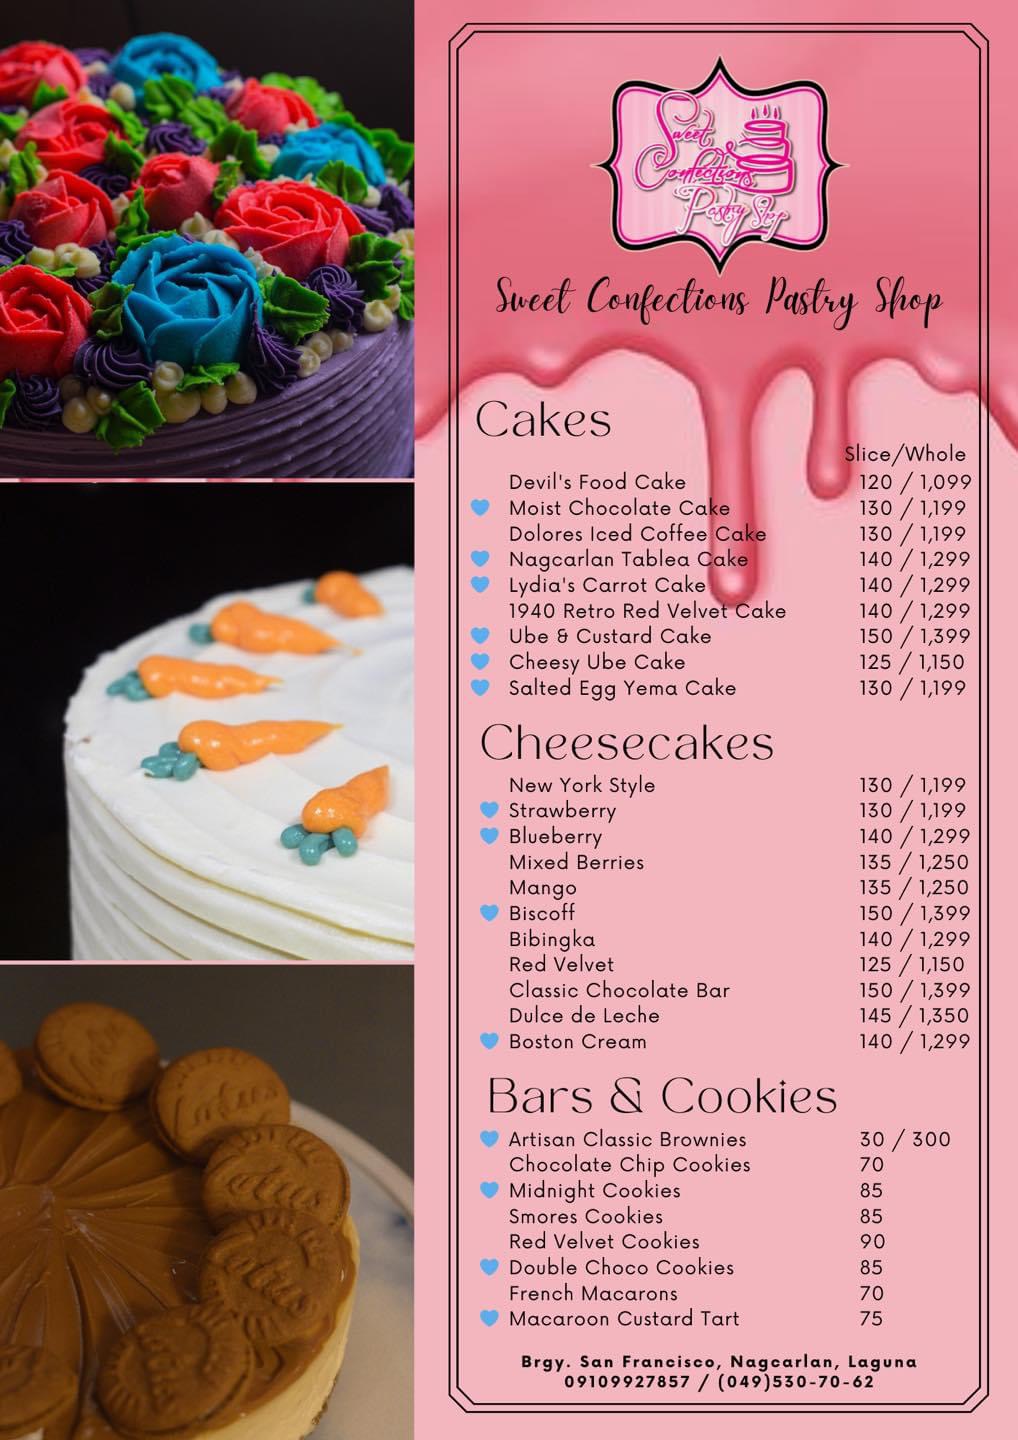 Sweet
Confections
Pastry Shop
Sweet Confections Pastry Shop
Cakes
Slice/Whole
Devil's Food Cake 120 / 1,099
Moist Chocolate Cake 130 / 1,199
Dolores Iced Coffee Cake 130 / 1,199
Nagcarlan Tablea Cake 140 / 1,299
Lydia's Carrot Cake 140 / 1,299
1940 Retro Red Velvet Cake 140 / 1,299
Ube & Custard Cake 150 / 1,399
Cheesy Ube Cake 125 / 1,150
Salted Egg Yema Cake 130 / 1,199
Cheesecakes
New York Style 130 / 1,199
Strawberry 130 / 1,199
Blueberry 140 / 1,299
Mixed Berries 135 / 1,250
Mango 135 / 1,250
Biscoff 150 / 1,399
Bibingka 140 / 1,299
Red Velvet 125 / 1,150
Classic Chocolate Bar 150 / 1,399
Dulce de Leche 145 / 1,350
Boston Cream 140 / 1,299
Bars & Cookies
Artisan Classic Brownies 30 / 300
Chocolate Chip Cookies 70
Midnight Cookies 85
Smores Cookies 85
Red Velvet Cookies 90
Double Choco Cookies 85
French Macarons 70
Macaroon Custard Tart 75
Brgy. San Francisco, Nagcarlan, Laguna
09109927857 / (049)530-70-62